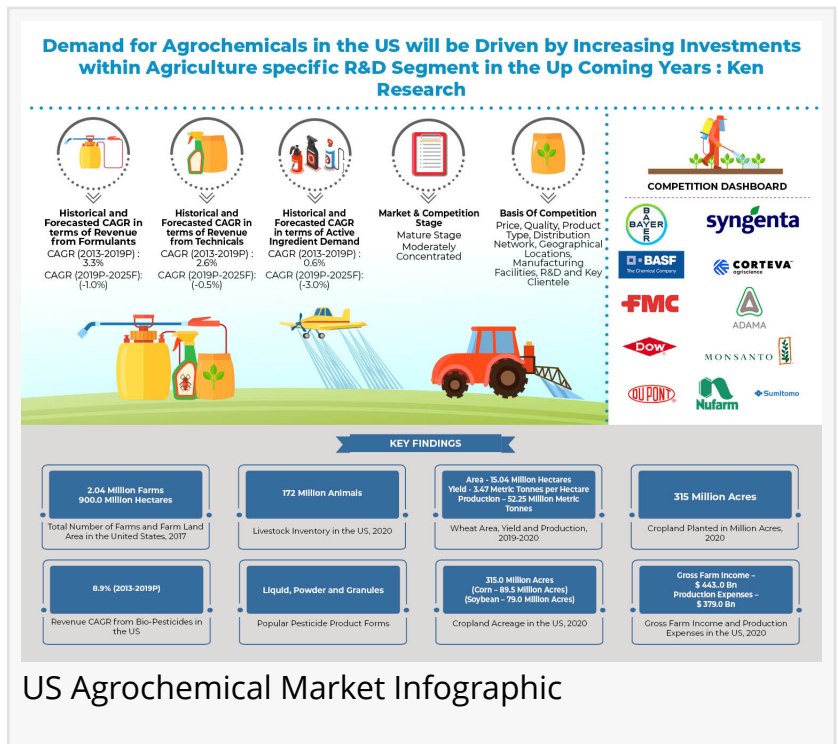 Demand for Agrochemicals in the US will be Driven by Increasing Investments
within Agriculture specific R&D Segment in the Up Coming Years : Ken
Research
Historical and
Forecasted CAGR in
terms of Revenue
from Formulants
CAGR (2013-2019P) :
3.3%
CAGR (2019P-2025F):
(-1.0%)
Historical and
Forecasted CAGR in
terms of Revenue
from Technicals
CAGR (2013-2019P) :
2.6%
CAGR (2019P-2025F):
(-0.5%)
Historical and
Forecasted CAGR
in terms of Active
Ingredient Demand
CAGR (2013-2019P) :
0.6%
CAGR (2019P-2025F):
(-3.0%)
Market & Competition
Stage
Mature Stage
Moderately
Concentrated
Basis Of Competition
Price, Quality, Product
Type, Distribution
Network, Geographical
Locations,
Manufacturing
Facilities, R&D and Key
Clientele
COMPETITION DASHBOARD
BAYER
BAYER
syngenta
BASF
The Chemical Company
CORTEVA
agriscience
FMC
ADAMA
DOW
MONSANTO
DUPONT
Nufarm
Sumitomo
KEY FINDINGS
2.04 Million Farms
900.0 Million Hectares
Total Number of Farms and Farm Land
Area in the United States, 2017
172 Million Animals
Livestock Inventory in the US, 2020
Area - 15.04 Million Hectares
Yield - 3.47 Metric Tonnes per Hectare
Production – 52.25 Million Metric
Tonnes
Wheat Area, Yield and Production,
2019-2020
315 Million Acres
Cropland Planted in Million Acres,
2020
8.9% (2013-2019P)
Revenue CAGR from Bio-Pesticides in
the US
Liquid, Powder and Granules
Popular Pesticide Product Forms
315.0 Million Acres
(Corn – 89.5 Million Acres)
(Soybean – 79.0 Million Acres)
Cropland Acreage in the US, 2020
Gross Farm Income –
$ 443..0 Bn
Production Expenses –
$ 379.0 Bn
Gross Farm Income and Production
Expenses in the US, 2020
US Agrochemical Market Infographic